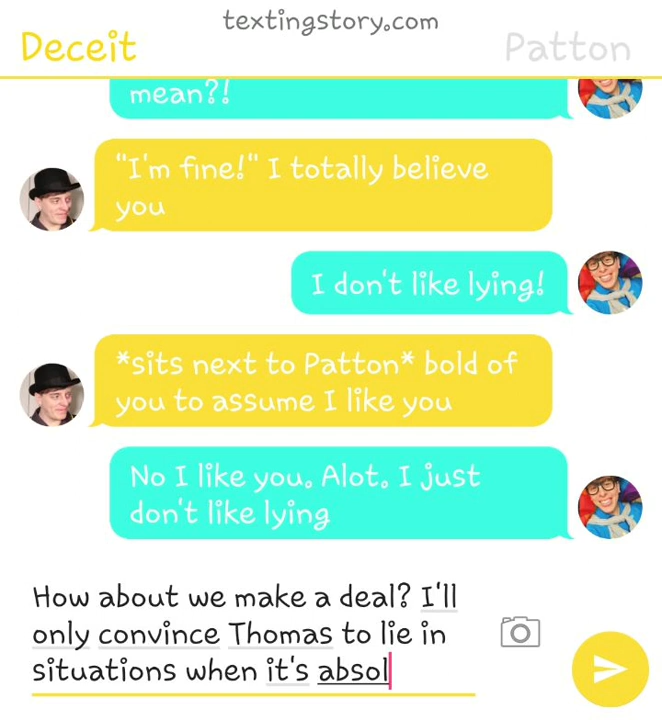 textingstory.com
Deceit
Patton
mean?!
"I'm fine!" I totally believe
you
I don't like lying!
*sits next to Patton* bold of
you to assume I like you
No I like you. Alot. I just
don't like lying
How about we make a deal? I'll
only convince Thomas to lie in
situations when it's absol